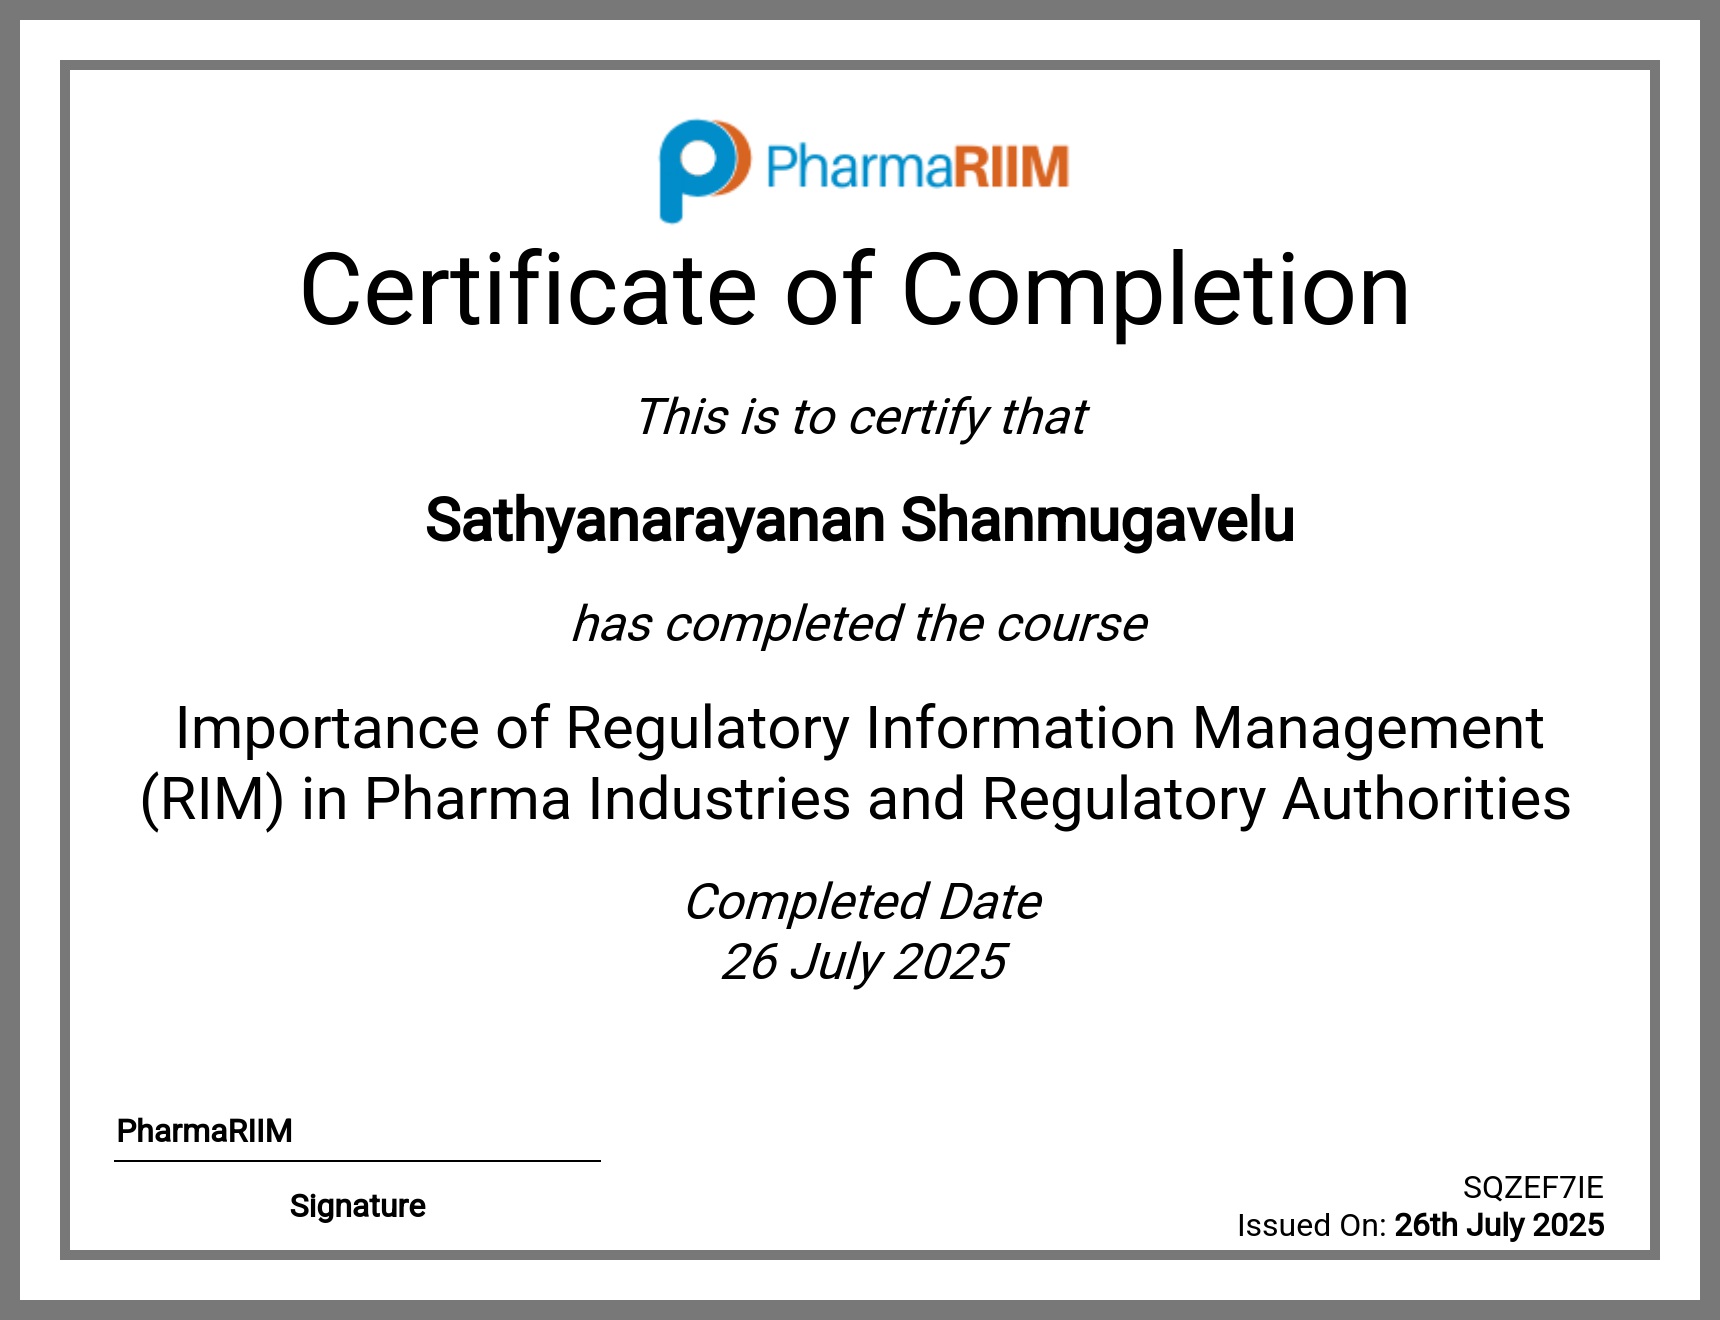 PharmaRIIM
Certificate of Completion
This is to certify that
Sathyanarayanan Shanmugavelu
has completed the course
Importance of Regulatory Information Management
(RIM) in Pharma Industries and Regulatory Authorities
Completed Date
26 July 2025
PharmaRIIM
Signature
SQZEF7IE
Issued On: 26th July 2025